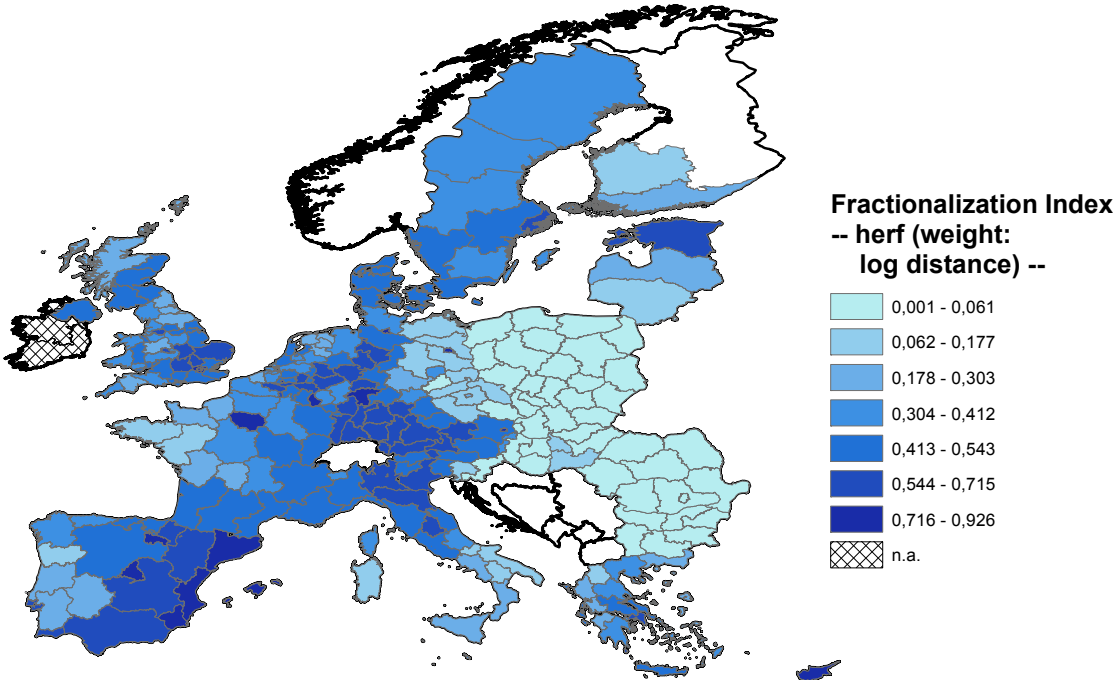 Fractionalization Index
-- herf (weight:
log distance) --
0,001 - 0,061
0,062 - 0,177
0,178 - 0,303
0,304 - 0,412
0,413 - 0,543
0,544 - 0,715
0,716 - 0,926
n.a.